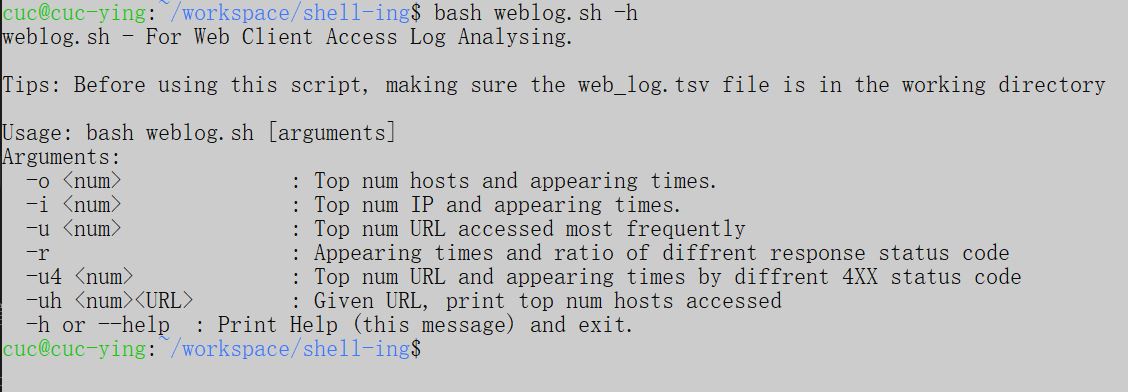 cuc@cuc-ying:~/workspace/shell-ing$ bash weblog.sh -h
weblog.sh - For Web Client Access Log Analysing.
Tips: Before using this script, making sure the web_log.tsv file is in the working directory
Usage: bash weblog.sh [arguments]
Arguments:
  -o <num>              : Top num hosts and appearing times.
  -i <num>              : Top num IP and appearing times.
  -u <num>              : Top num URL accessed most frequently
  -r                    : Appearing times and ratio of diffrent response status code
  -u4 <num>             : Top num URL and appearing times by diffrent 4XX status code
  -uh <num><URL>        : Given URL, print top num hosts accessed
  -h or --help  : Print Help (this message) and exit.
cuc@cuc-ying:~/workspace/shell-ing$